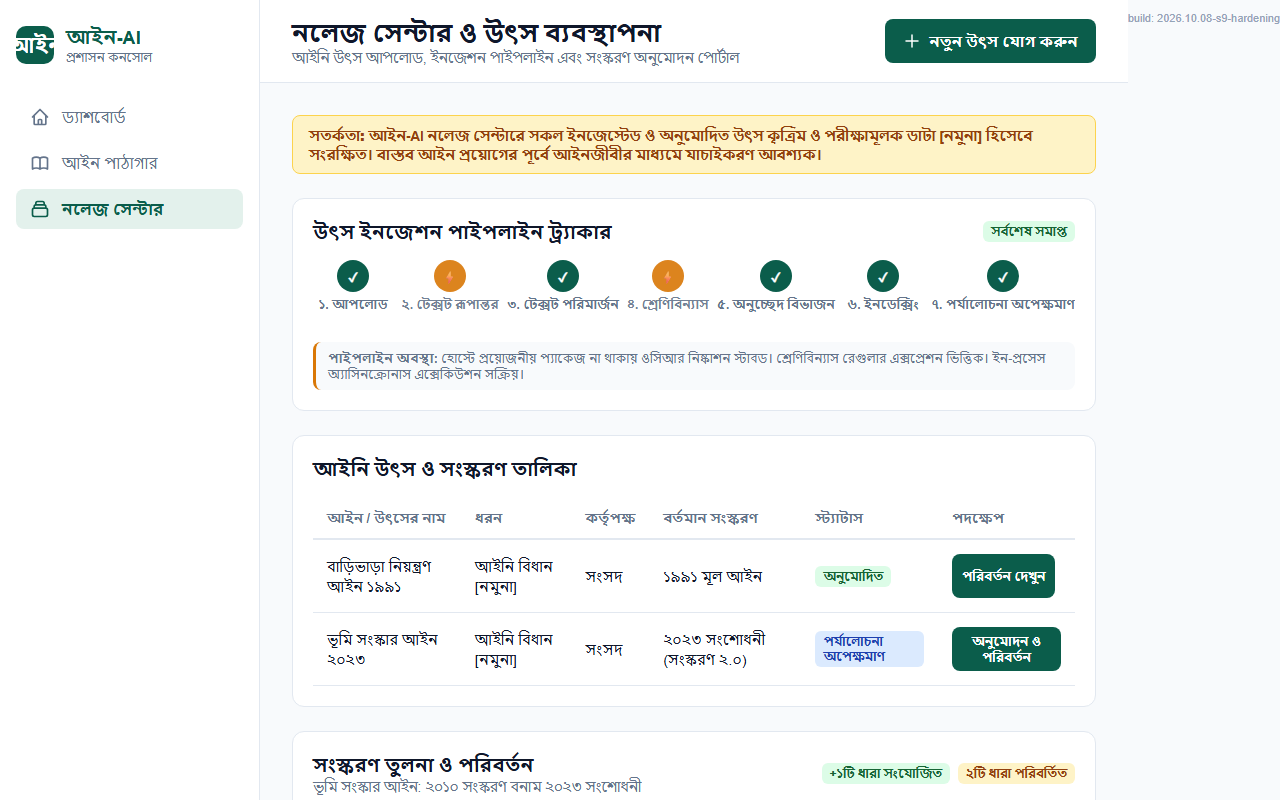 আইন
আইন-AI
প্রশাসন কনসোল
ড্যাশবোর্ড
আইন পাঠাগার
নলেজ সেন্টার
নলেজ সেন্টার ও উৎস ব্যবস্থাপনা
আইনি উৎস আপলোড, ইনজেশন পাইপলাইন এবং সংস্করণ অনুমোদন পোর্টাল
+ নতুন উৎস যোগ করুন
build: 2026.10.08-s9-hardening
সতর্কতা: আইন-AI নলেজ সেন্টারে সকল ইনজেস্টেড ও অনুমোদিত উৎস কৃত্রিম ও পরীক্ষামূলক ডাটা [নমুনা] হিসেবে
সংরক্ষিত। বাস্তব আইন প্রয়োগের পূর্বে আইনজীবীর মাধ্যমে যাচাইকরণ আবশ্যক।
উৎস ইনজেশন পাইপলাইন ট্র্যাকার
সর্বশেষ সমাপ্ত
১. আপলোড
২. টেক্সট রূপান্তর
৩. টেক্সট পরিমার্জন
৪. শ্রেণিবিন্যাস
৫. অনুচ্ছেদ বিভাজন
৬. ইনডেক্সিং
৭. পর্যালোচনা অপেক্ষমাণ
পাইপলাইন অবস্থা: হোস্টে প্রয়োজনীয় প্যাকেজ না থাকায় ওসিআর নিষ্কাশন স্টাবড। শ্রেণিবিন্যাস রেগুলার এক্সপ্রেশন ভিত্তিক। ইন-প্রসেস
অ্যাসিনক্রোনাস এক্সেকিউশন সক্রিয়।
আইনি উৎস ও সংস্করণ তালিকা
আইন / উৎসের নাম
ধরন
কর্তৃপক্ষ
বর্তমান সংস্করণ
স্ট্যাটাস
পদক্ষেপ
বাড়িভাড়া নিয়ন্ত্রণ
আইন ১৯৯১
আইনি বিধান
[নমুনা]
সংসদ
১৯৯১ মূল আইন
অনুমোদিত
পরিবর্তন দেখুন
ভূমি সংস্কার আইন
২০২৩
আইনি বিধান
[নমুনা]
সংসদ
২০২৩ সংশোধনী
(সংস্করণ ২.০)
পর্যালোচনা
অপেক্ষমাণ
অনুমোদন ও
পরিবর্তন
সংস্করণ তুলনা ও পরিবর্তন
ভূমি সংস্কার আইন: ২০১০ সংস্করণ বনাম ২০২৩ সংশোধনী
+১টি ধারা সংযোজিত
২টি ধারা পরিবর্তিত